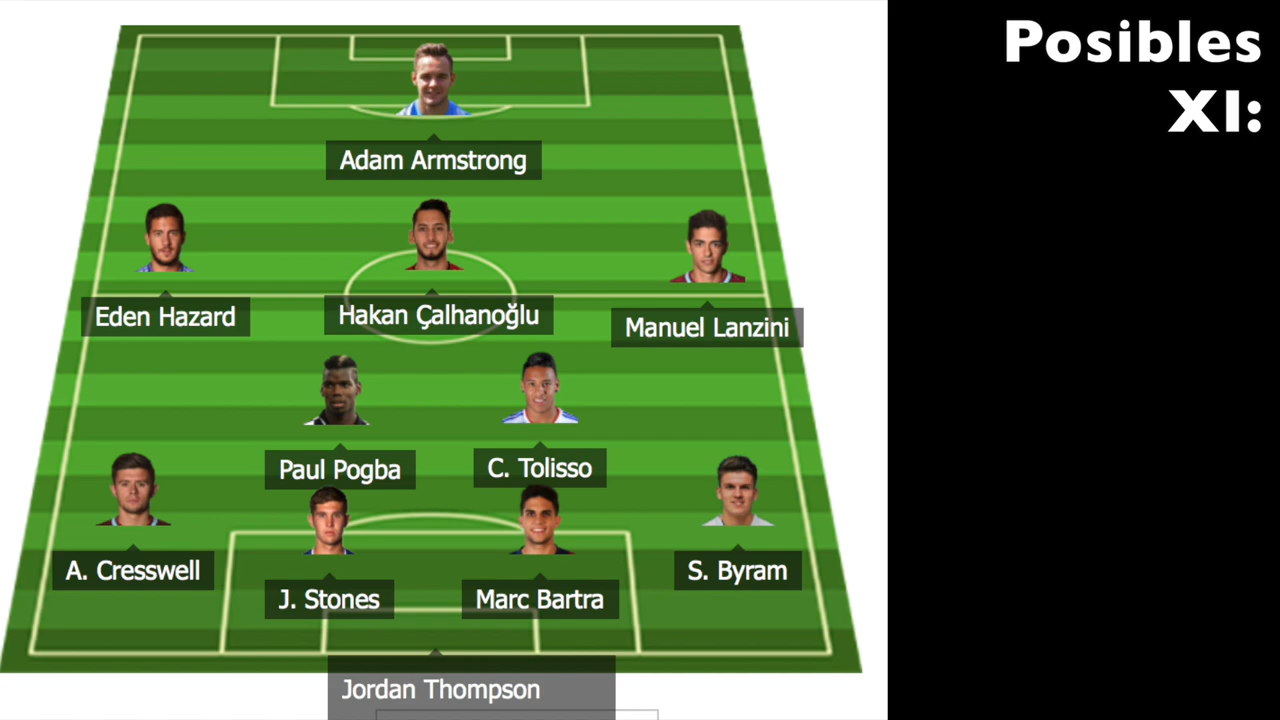 Posibles
XI:
Adam Armstrong
Eden Hazard
Hakan Çalhanoğlu
Manuel Lanzini
Paul Pogba
C. Tolisso
A. Cresswell
J. Stones
Marc Bartra
S. Byram
Jordan Thompson